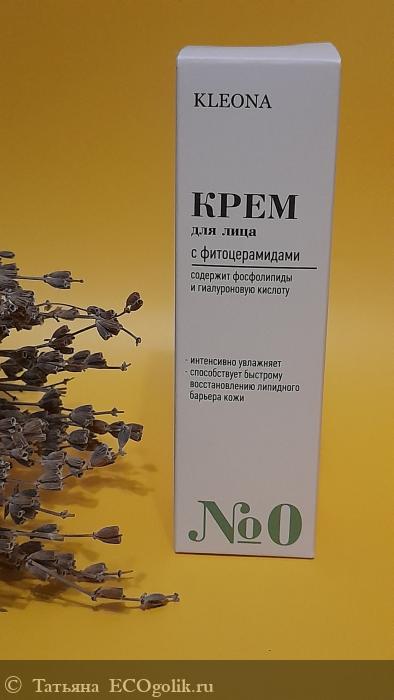 KLEONA
КРЕМ
для лица
с фитоцерамидами
содержит фосфолипиды
и гиалуроновую кислоту
- интенсивно увлажняет
- способствует быстрому
восстановлению липидного
барьера кожи
№0
© Татьяна ECOgolik.ru